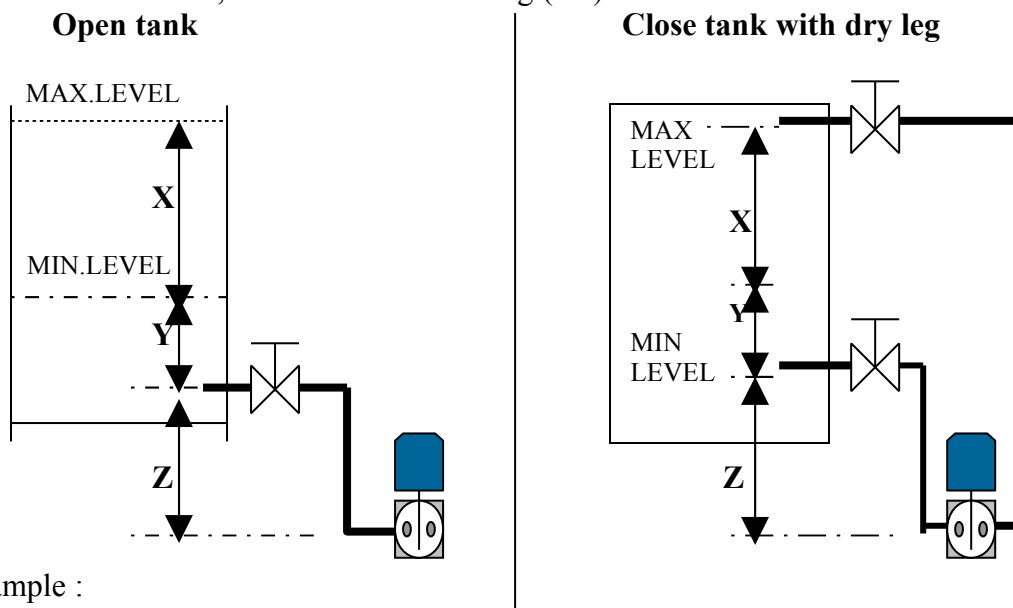 Open tank
MAX.LEVEL
X
MIN.LEVEL
Y
Z
Close tank with dry leg
MAX
LEVEL
X
Y
MIN
LEVEL
Z